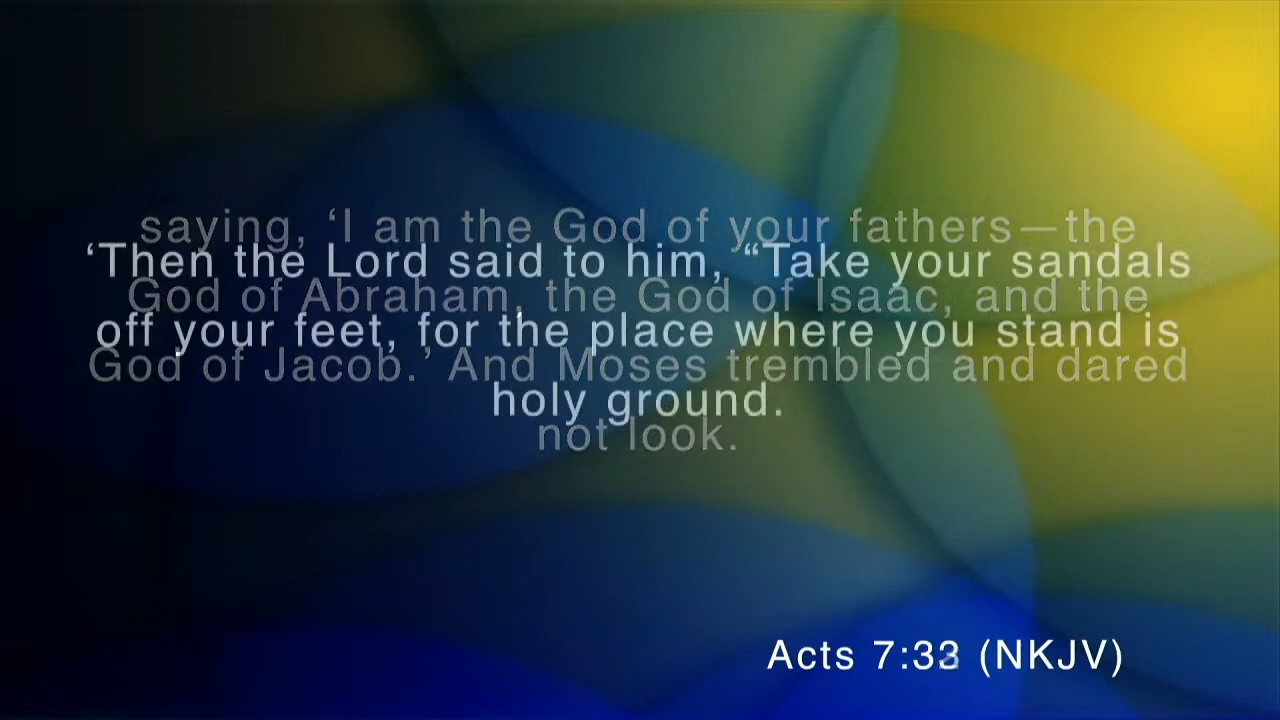 saying, ‘I am the God of your fathers—the
‘Then the Lord said to him, “Take your sandals
God of Abraham, the God of Isaac, and the
off your feet, for the place where you stand is
God of Jacob.’ And Moses trembled and dared
holy ground.
not look.
Acts 7:33 (NKJV)